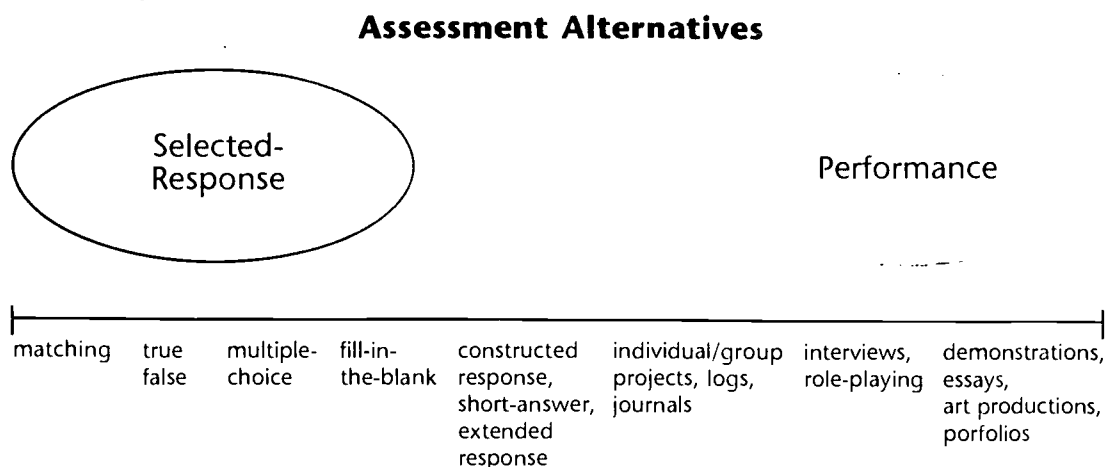 Assessment Alternatives
Selected-
Response
Performance
matching
true
false
multiple-
choice
fill-in-
the-blank
constructed
response,
short-answer,
extended
response
individual/group
projects, logs,
journals
interviews,
role-playing
demonstrations,
essays,
art productions,
porfolios